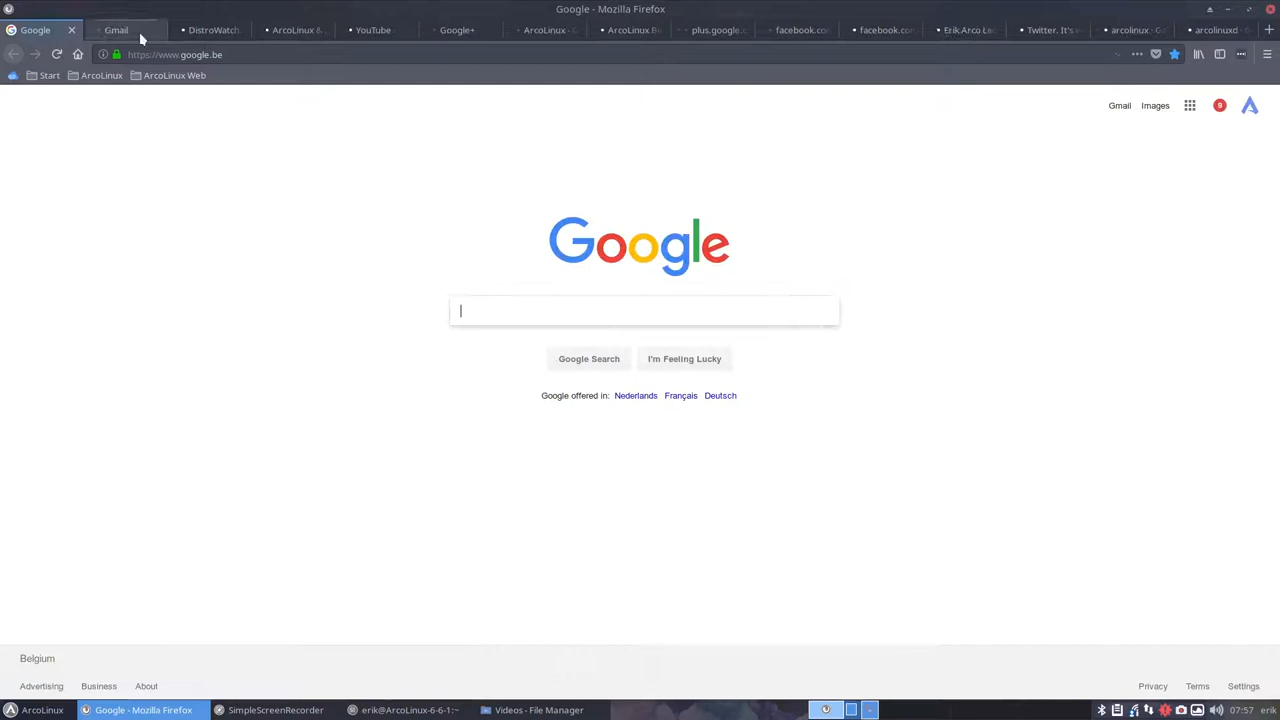 Google - Mozilla Firefox
Google Gmail DistroWatch. ArcoLinux &. YouTube Google+ ArcoLinux - G ArcoLinux Be plus.google.c facebook.com facebook.com Erik.Arco Le Twitter. It's arcolinux - G arcolinuxd - G
https://www.google.be
Start ArcoLinux ArcoLinux Web
Gmail Images 9
Google
Google Search I'm Feeling Lucky
Google offered in: Nederlands Français Deutsch
Belgium
Advertising Business About Privacy Terms Settings
ArcoLinux Google - Mozilla Firefox SimpleScreenRecorder erik@ArcoLinux-6-6-1:~ Videos - File Manager 07:57 erik